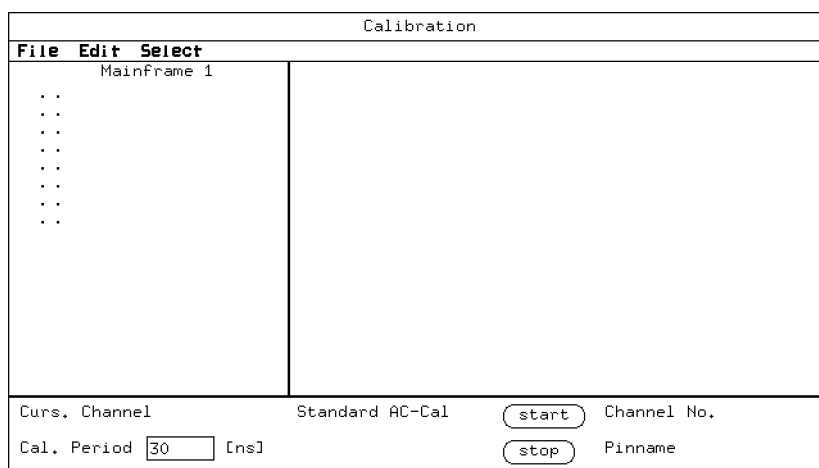 Calibration
File Edit Select
Mainframe 1
. .
. .
. .
. .
. .
. .
. .
. .
Curs. Channel Standard AC-Cal start Channel No.
Cal. Period 30 [ns] stop Pinname